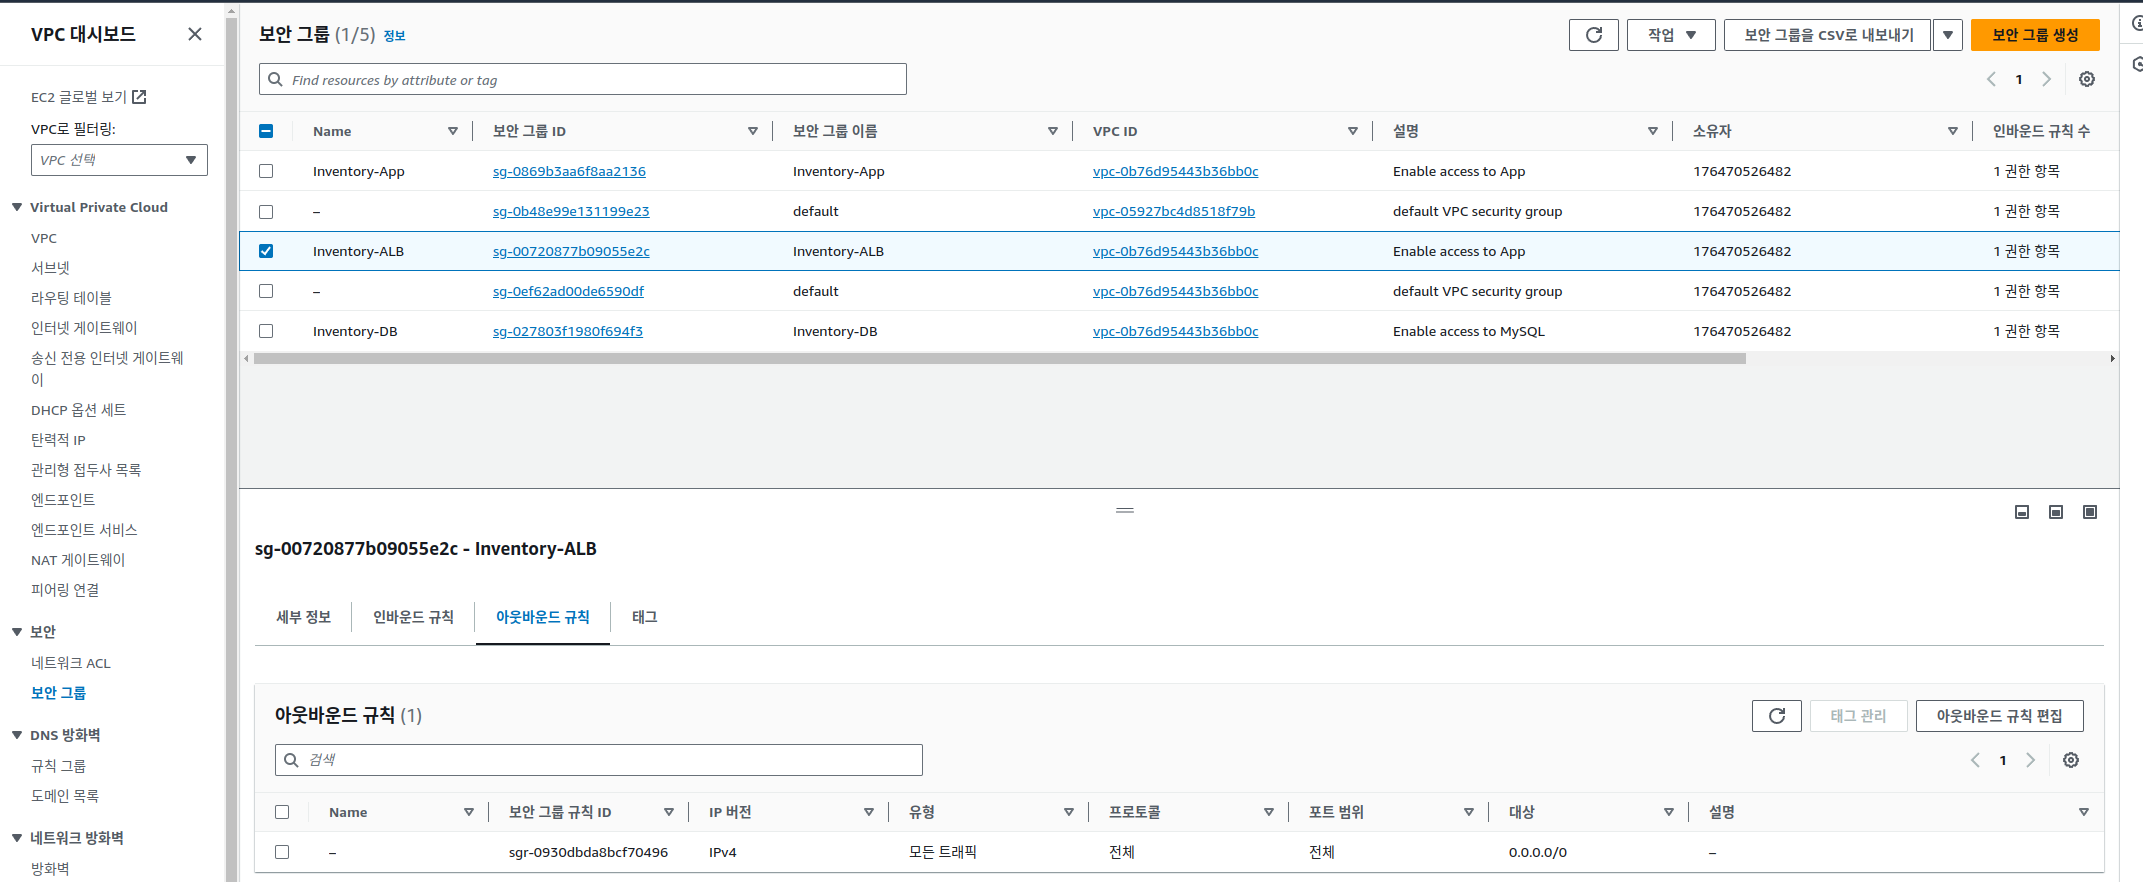 VPC 대시보드
EC2 글로벌 보기
VPC로 필터링:
VPC 선택
Virtual Private Cloud
VPC
서브넷
라우팅 테이블
인터넷 게이트웨이
송신 전용 인터넷 게이트웨
이
DHCP 옵션 세트
탄력적 IP
관리형 접두사 목록
엔드포인트
엔드포인트 서비스
NAT 게이트웨이
피어링 연결
보안
네트워크 ACL
보안 그룹
DNS 방화벽
규칙 그룹
도메인 목록
네트워크 방화벽
방화벽
보안 그룹 (1/5) 정보
작업 보안 그룹을 CSV로 내보내기 보안 그룹 생성
Find resources by attribute or tag
1
Name 보안 그룹 ID 보안 그룹 이름 VPC ID 설명 소유자 인바운드 규칙 수
Inventory-App sg-0869b3aa6f8aa2136 Inventory-App vpc-0b76d95443b36bb0c Enable access to App 176470526482 1 권한 항목
– sg-0b48e99e131199e23 default vpc-05927bc4d8518f79b default VPC security group 176470526482 1 권한 항목
Inventory-ALB sg-00720877b09055e2c Inventory-ALB vpc-0b76d95443b36bb0c Enable access to App 176470526482 1 권한 항목
– sg-0ef62ad00de6590df default vpc-0b76d95443b36bb0c default VPC security group 176470526482 1 권한 항목
Inventory-DB sg-027803f1980f694f3 Inventory-DB vpc-0b76d95443b36bb0c Enable access to MySQL 176470526482 1 권한 항목
sg-00720877b09055e2c - Inventory-ALB
세부 정보 인바운드 규칙 아웃바운드 규칙 태그
아웃바운드 규칙 (1)
태그 관리 아웃바운드 규칙 편집
검색
1
Name 보안 그룹 규칙 ID IP 버전 유형 프로토콜 포트 범위 대상 설명
– sgr-0930dbda8bcf70496 IPv4 모든 트래픽 전체 전체 0.0.0.0/0 –